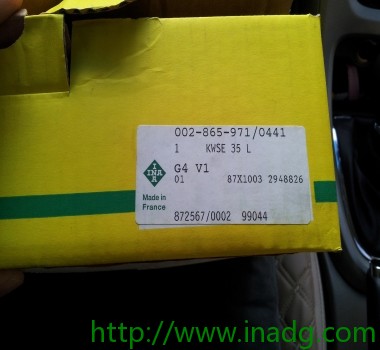 002-865-971/0441
1 KWSE 35 L
INA
G4 V1
01 87X1003 2948826
Made in
France
872567/0002 99044
http://www.inadg.com